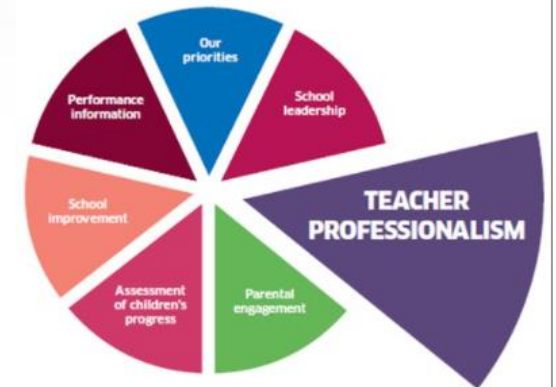 Our
priorities
School
leadership
TEACHER
PROFESSIONALISM
Parental
engagement
Assessment
of children's
progress
School
improvement
Performance
information